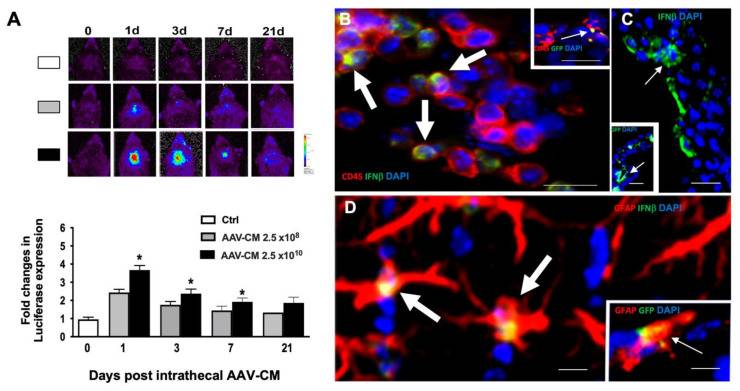 A
0 1d 3d 7d 21d
Fold changes in
Luciferase expression
6
5
4
3
2
1
0
Ctrl
AAV-CM 2.5 x10⁸
AAV-CM 2.5 x10¹⁰
* * *
0 1 3 7 21
Days post intrathecal AAV-CM
B
CD45 GFP DAPI
CD45 IFNβ DAPI
C
IFNβ DAPI
GFP DAPI
D
GFAP IFNβ DAPI
GFAP GFP DAPI